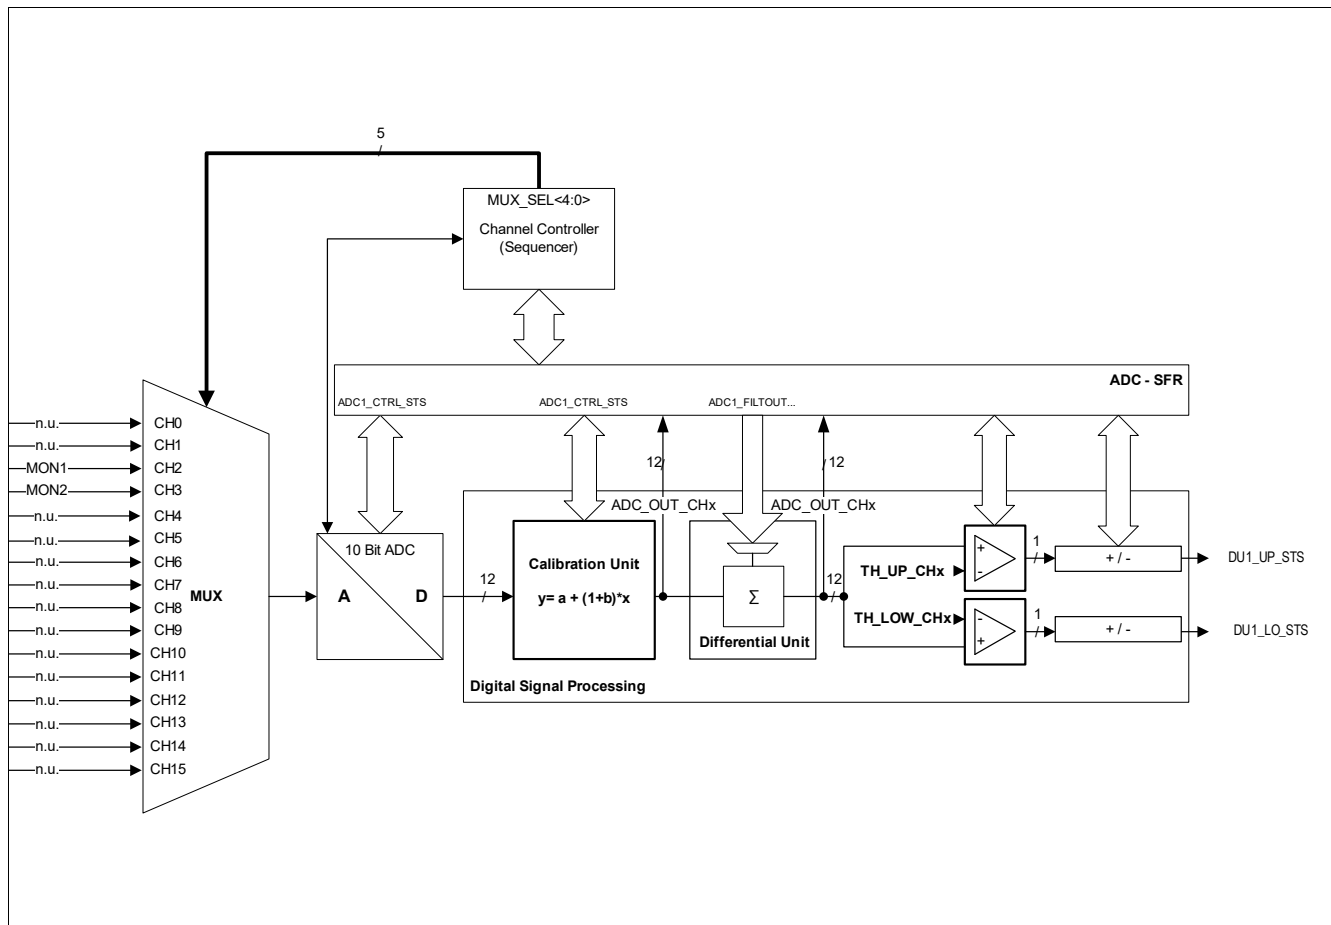 5
MUX_SEL<4:0>
Channel Controller
(Sequencer)
ADC - SFR
ADC1_CTRL_STS
ADC1_CTRL_STS
ADC1_FILTOUT...
n.u. CH0
n.u. CH1
MON1 CH2
MON2 CH3
n.u. CH4
n.u. CH5
n.u. CH6
n.u. CH7
n.u. CH8
n.u. CH9
n.u. CH10
n.u. CH11
n.u. CH12
n.u. CH13
n.u. CH14
n.u. CH15
MUX
10 Bit ADC
A D
12
12
12
ADC_OUT_CHx
ADC_OUT_CHx
Calibration Unit
y= a + (1+b)*x
Σ
Differential Unit
12
TH_UP_CHx
TH_LOW_CHx
+
-
-
+
1
1
+ / -
+ / -
DU1_UP_STS
DU1_LO_STS
Digital Signal Processing